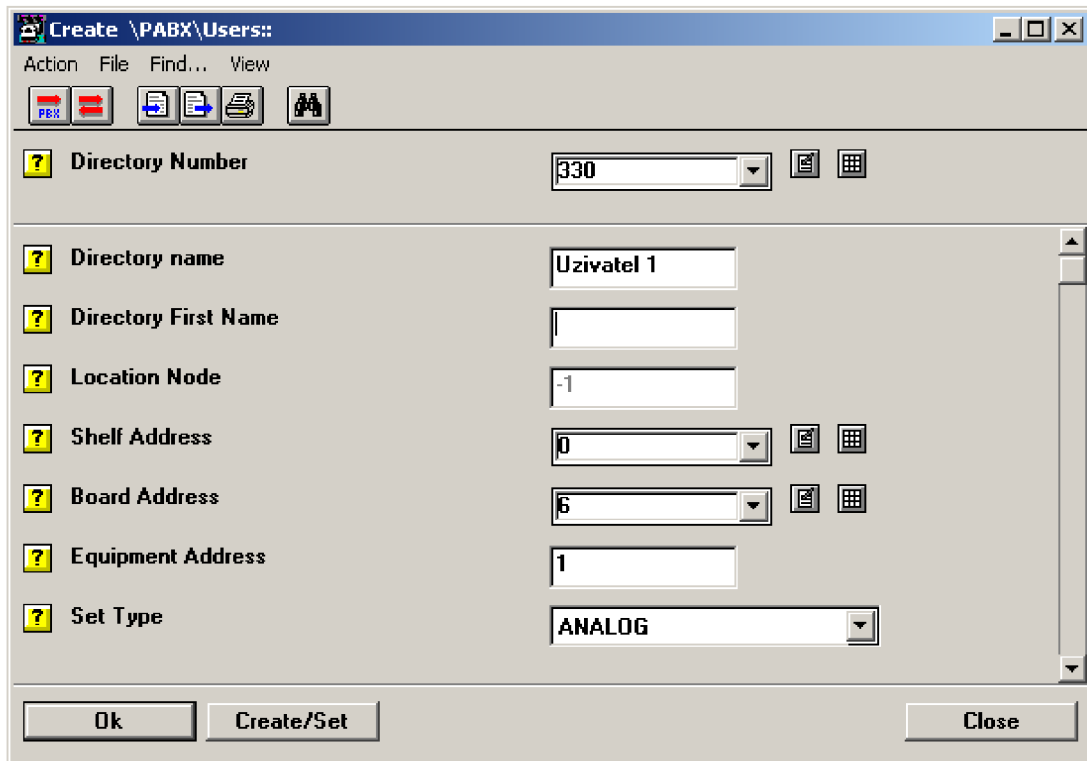 Create \PABX\Users::
Action File Find... View
PBX
Directory Number 330
Directory name Uzivatel 1
Directory First Name
Location Node -1
Shelf Address 0
Board Address 6
Equipment Address 1
Set Type ANALOG
Ok Create/Set Close